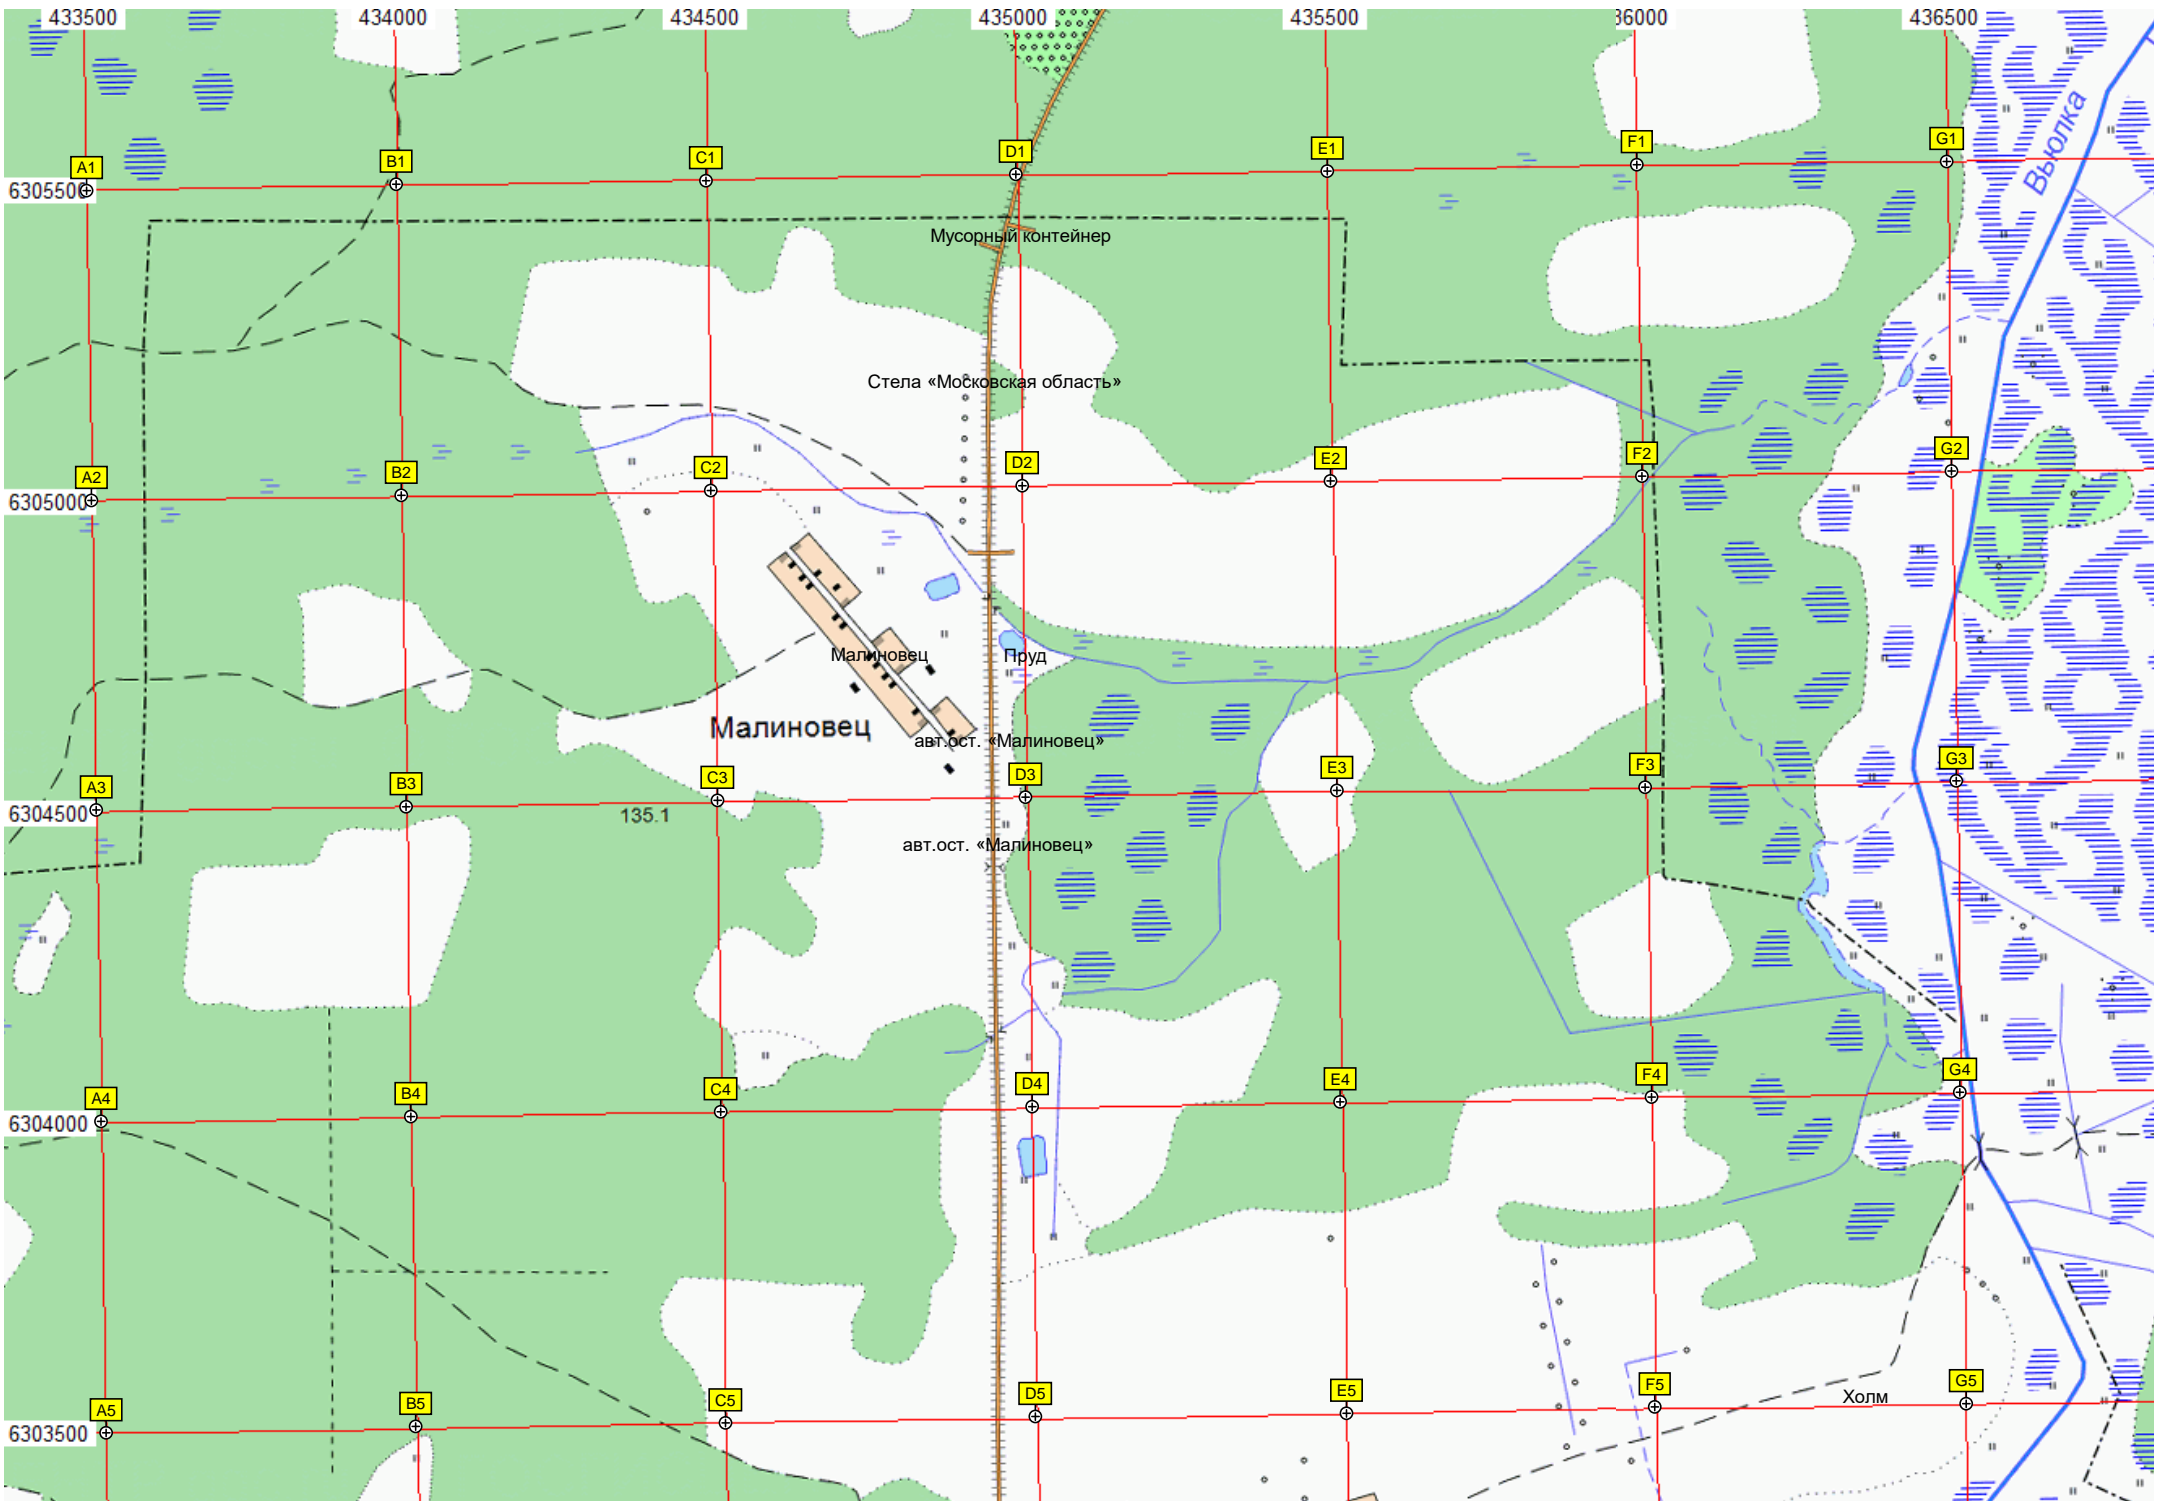 433500 434000 434500 435000 435500 36000 436500
Вьюлка
A1 B1 C1 D1 E1 F1 G1
6305500
Мусорный контейнер
Стела «Московская область»
A2 B2 C2 D2 E2 F2 G2
6305000
Малиновец Пруд
Малиновец
авт.ост. «Малиновец»
A3 B3 C3 D3 E3 F3 G3
6304500
135.1
авт.ост. «Малиновец»
A4 B4 C4 D4 E4 F4 G4
6304000
A5 B5 C5 D5 E5 F5 G5
Холм
6303500